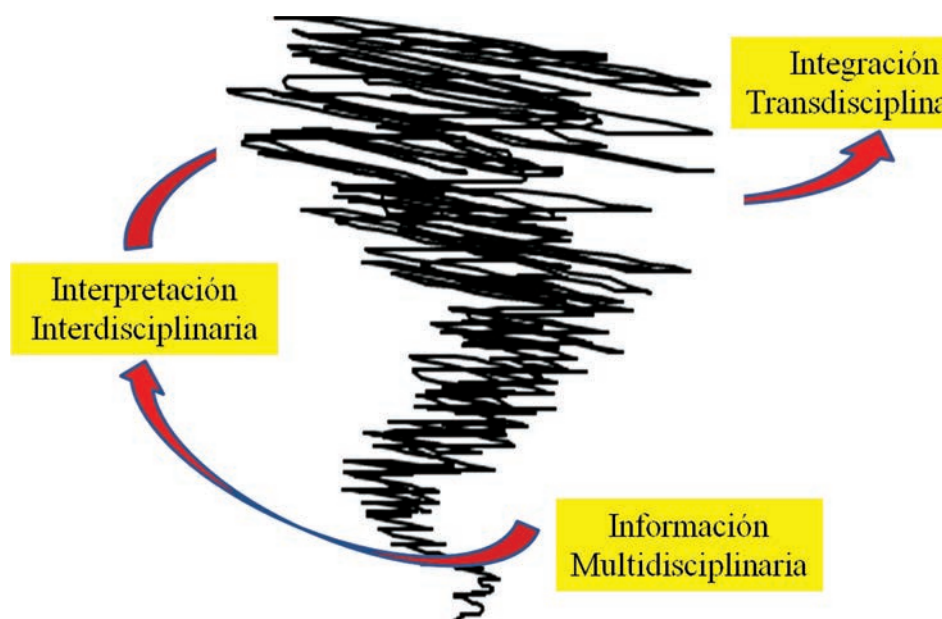 Integración
Transdisciplina
Interpretación
Interdisciplinaria
Información
Multidisciplinaria